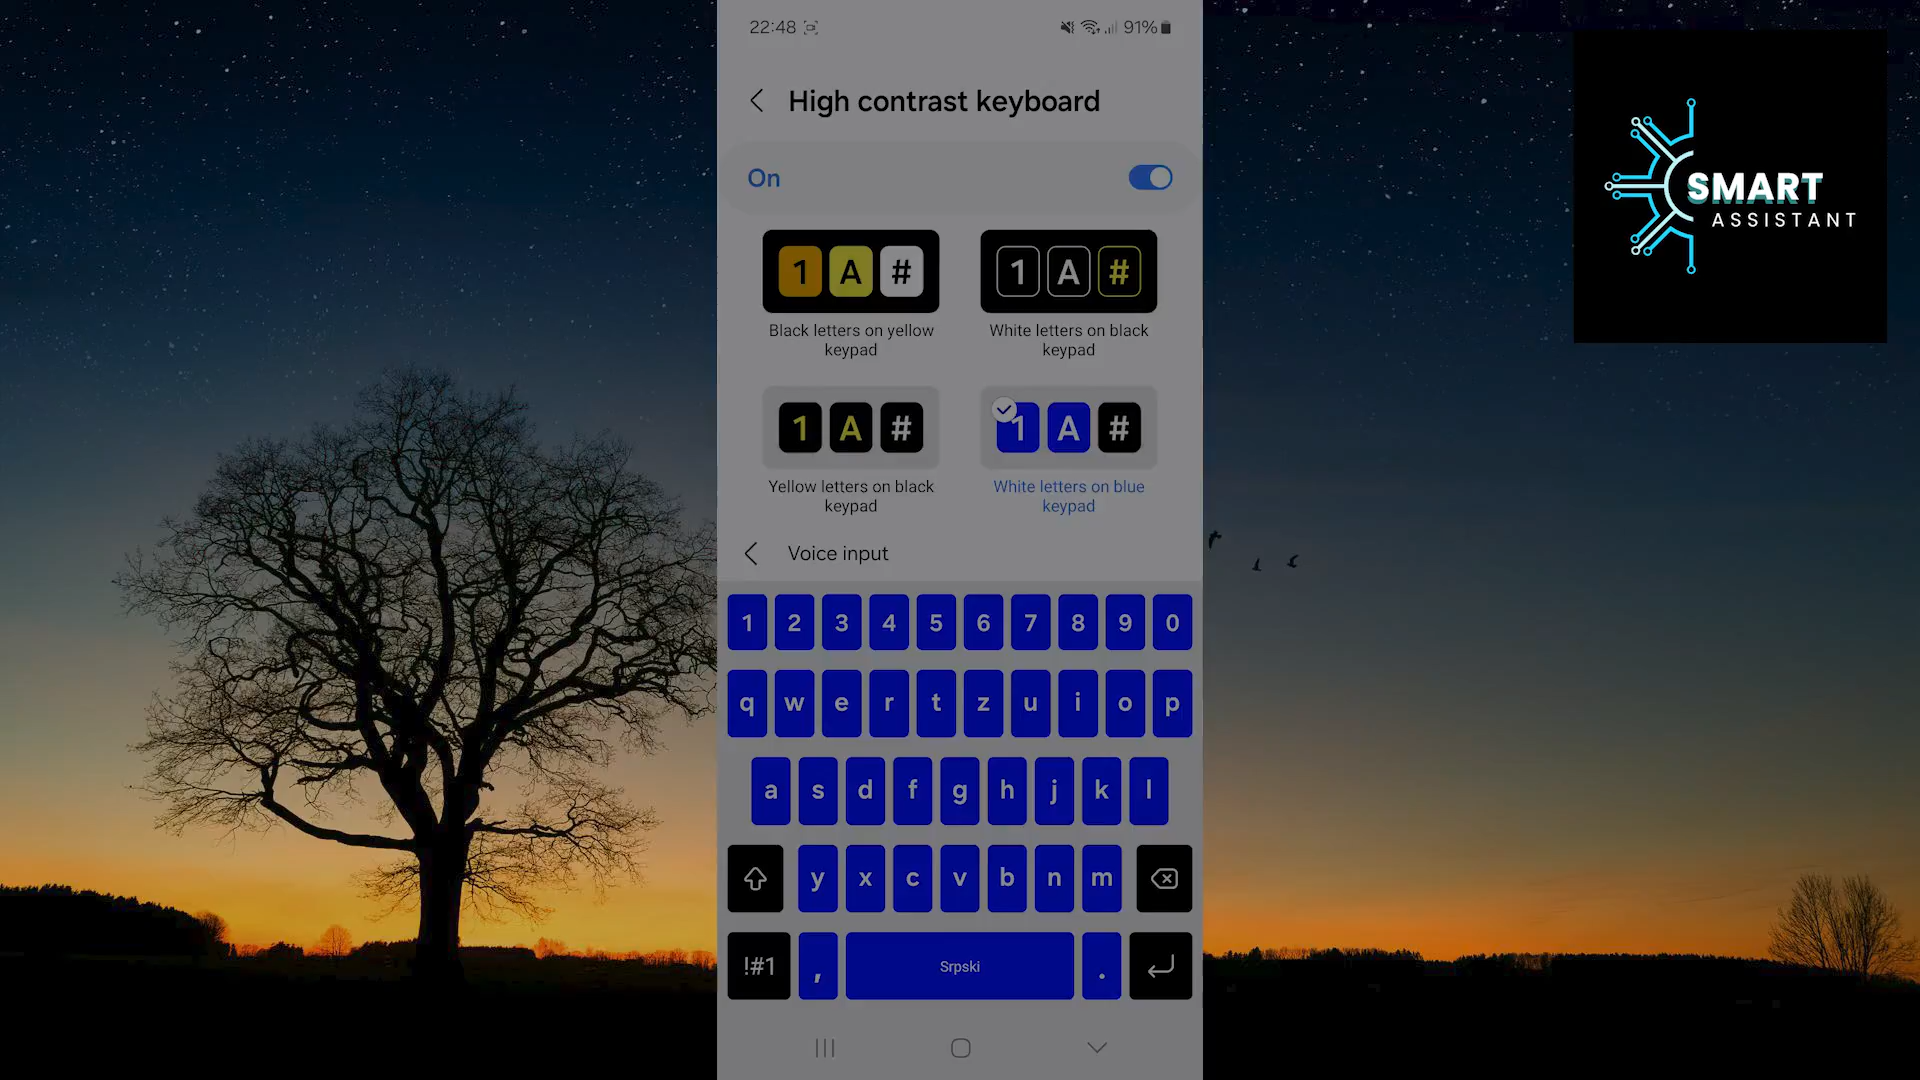 22:48 91%
High contrast keyboard
On
1 A # 1 A #
Black letters on yellow
keypad
White letters on black
keypad
1 A # 1 A #
Yellow letters on black
keypad
White letters on blue
keypad
Voice input
1 2 3 4 5 6 7 8 9 0
q w e r t z u i o p
a s d f g h j k l
y x c v b n m
!#1 , Srpski .
SMART
ASSISTANT